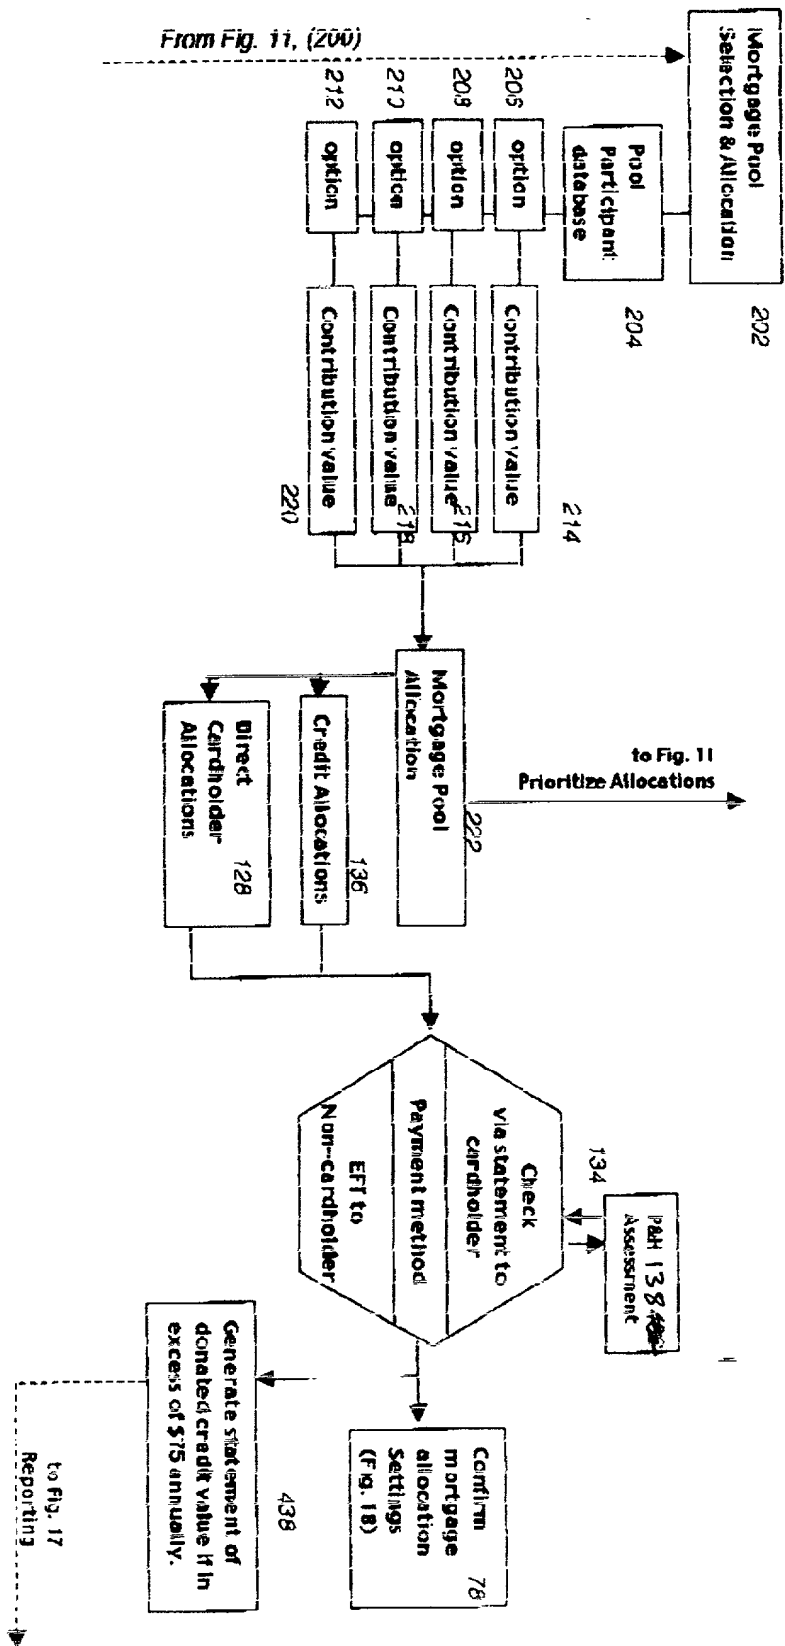 From Fig. 11, (200)
Mortgage Pool
Selection & Allocation
202
Pool
Participant
database
204
206
option
Contribution value
214
208
option
Contribution value
216
210
option
Contribution value
218
212
option
Contribution value
220
Mortgage Pool
Allocation
222
to Fig. 11
Prioritize Allocations
Credit Allocations
136
Direct
Cardholder
Allocations
128
Check
via statement to
cardholder
Payment method
EFT to
Non-cardholder
134
P&H 138
Assessment
Confirm
mortgage
allocation
Settings
(Fig. 18)
78
Generate statement of
donated credit value if in
excess of $75 annually.
438
to Fig. 17
Reporting